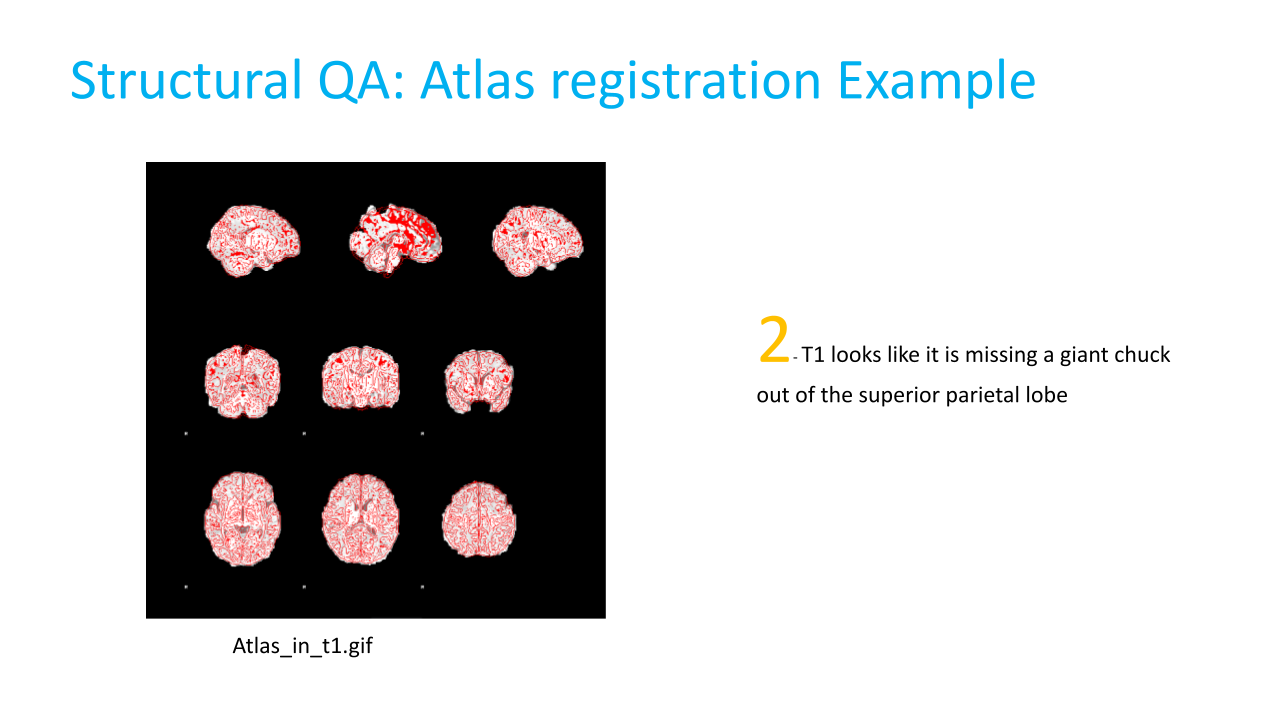 Structural QA: Atlas registration Example
2- T1 looks like it is missing a giant chuck
out of the superior parietal lobe
Atlas_in_t1.gif